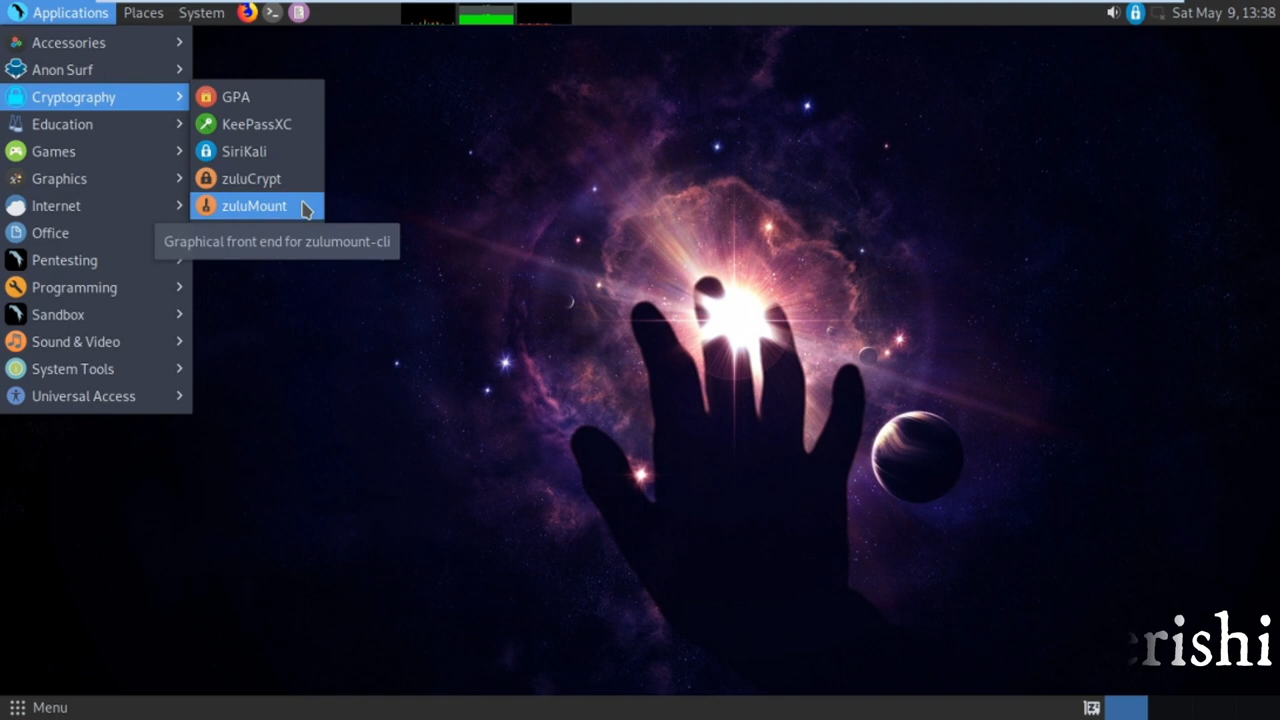 Applications Places System Sat May 9, 13:38
Accessories
Anon Surf
Cryptography
Education
Games
Graphics
Internet
Office
Pentesting
Programming
Sandbox
Sound & Video
System Tools
Universal Access
GPA
KeePassXC
SiriKali
zuluCrypt
zuluMount
Graphical front end for zulumount-cli
rishi
Menu